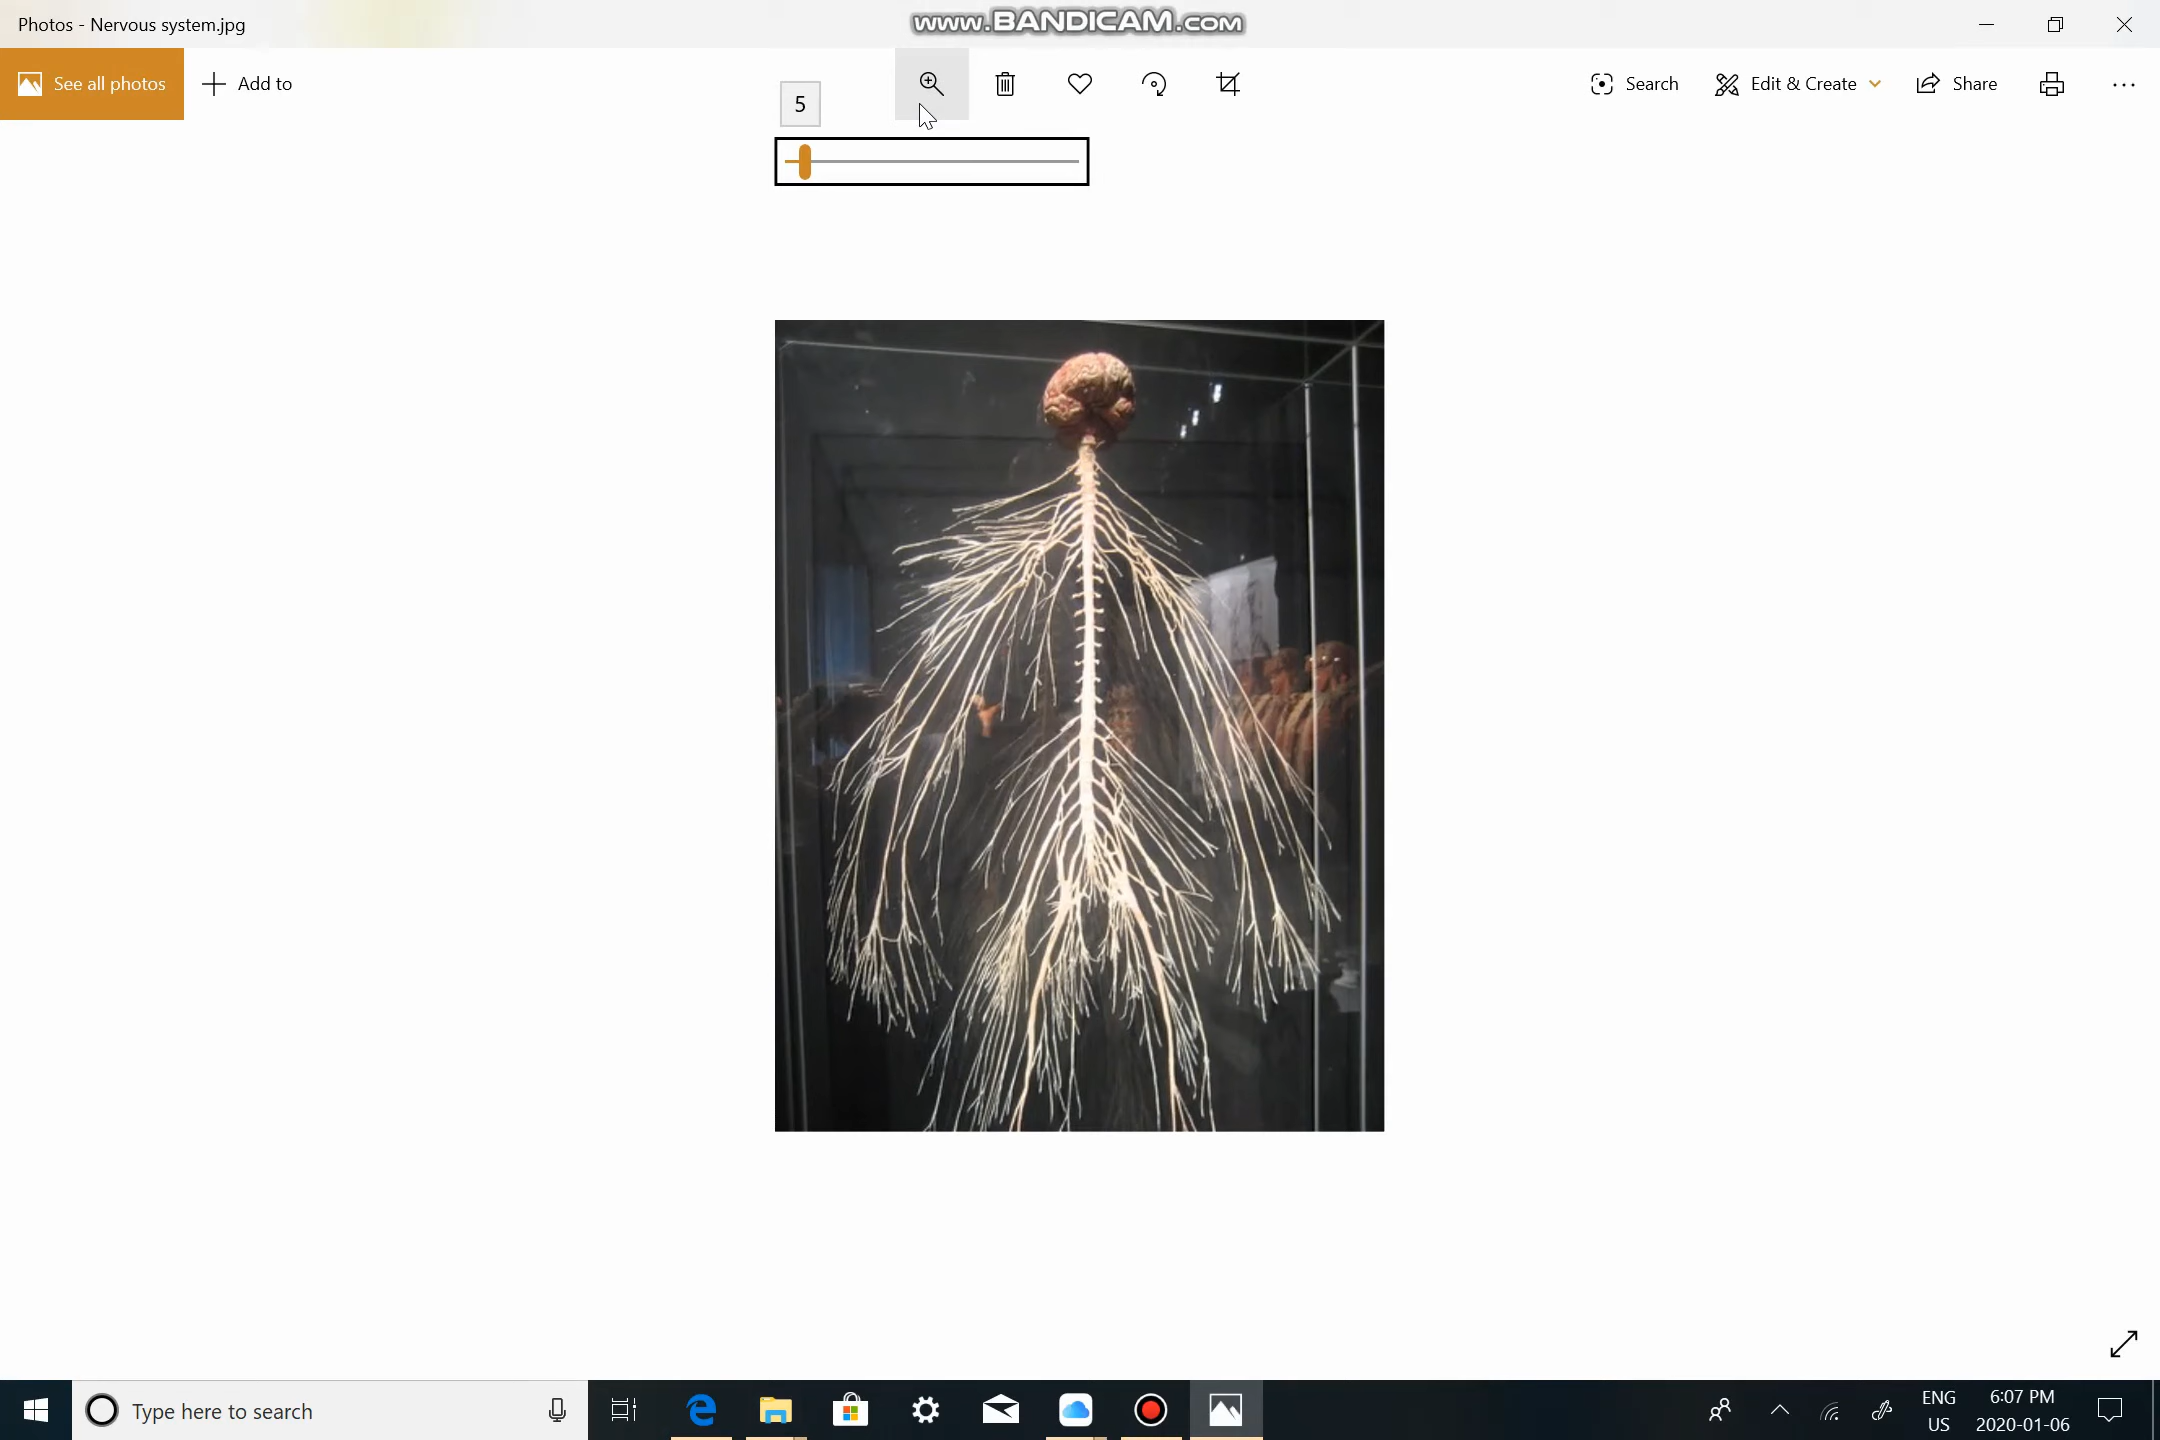 Photos - Nervous system.jpg
www.BANDICAM.com
See all photos
Add to
Search
Edit & Create
Share
5
Type here to search
ENG
US
6:07 PM
2020-01-06